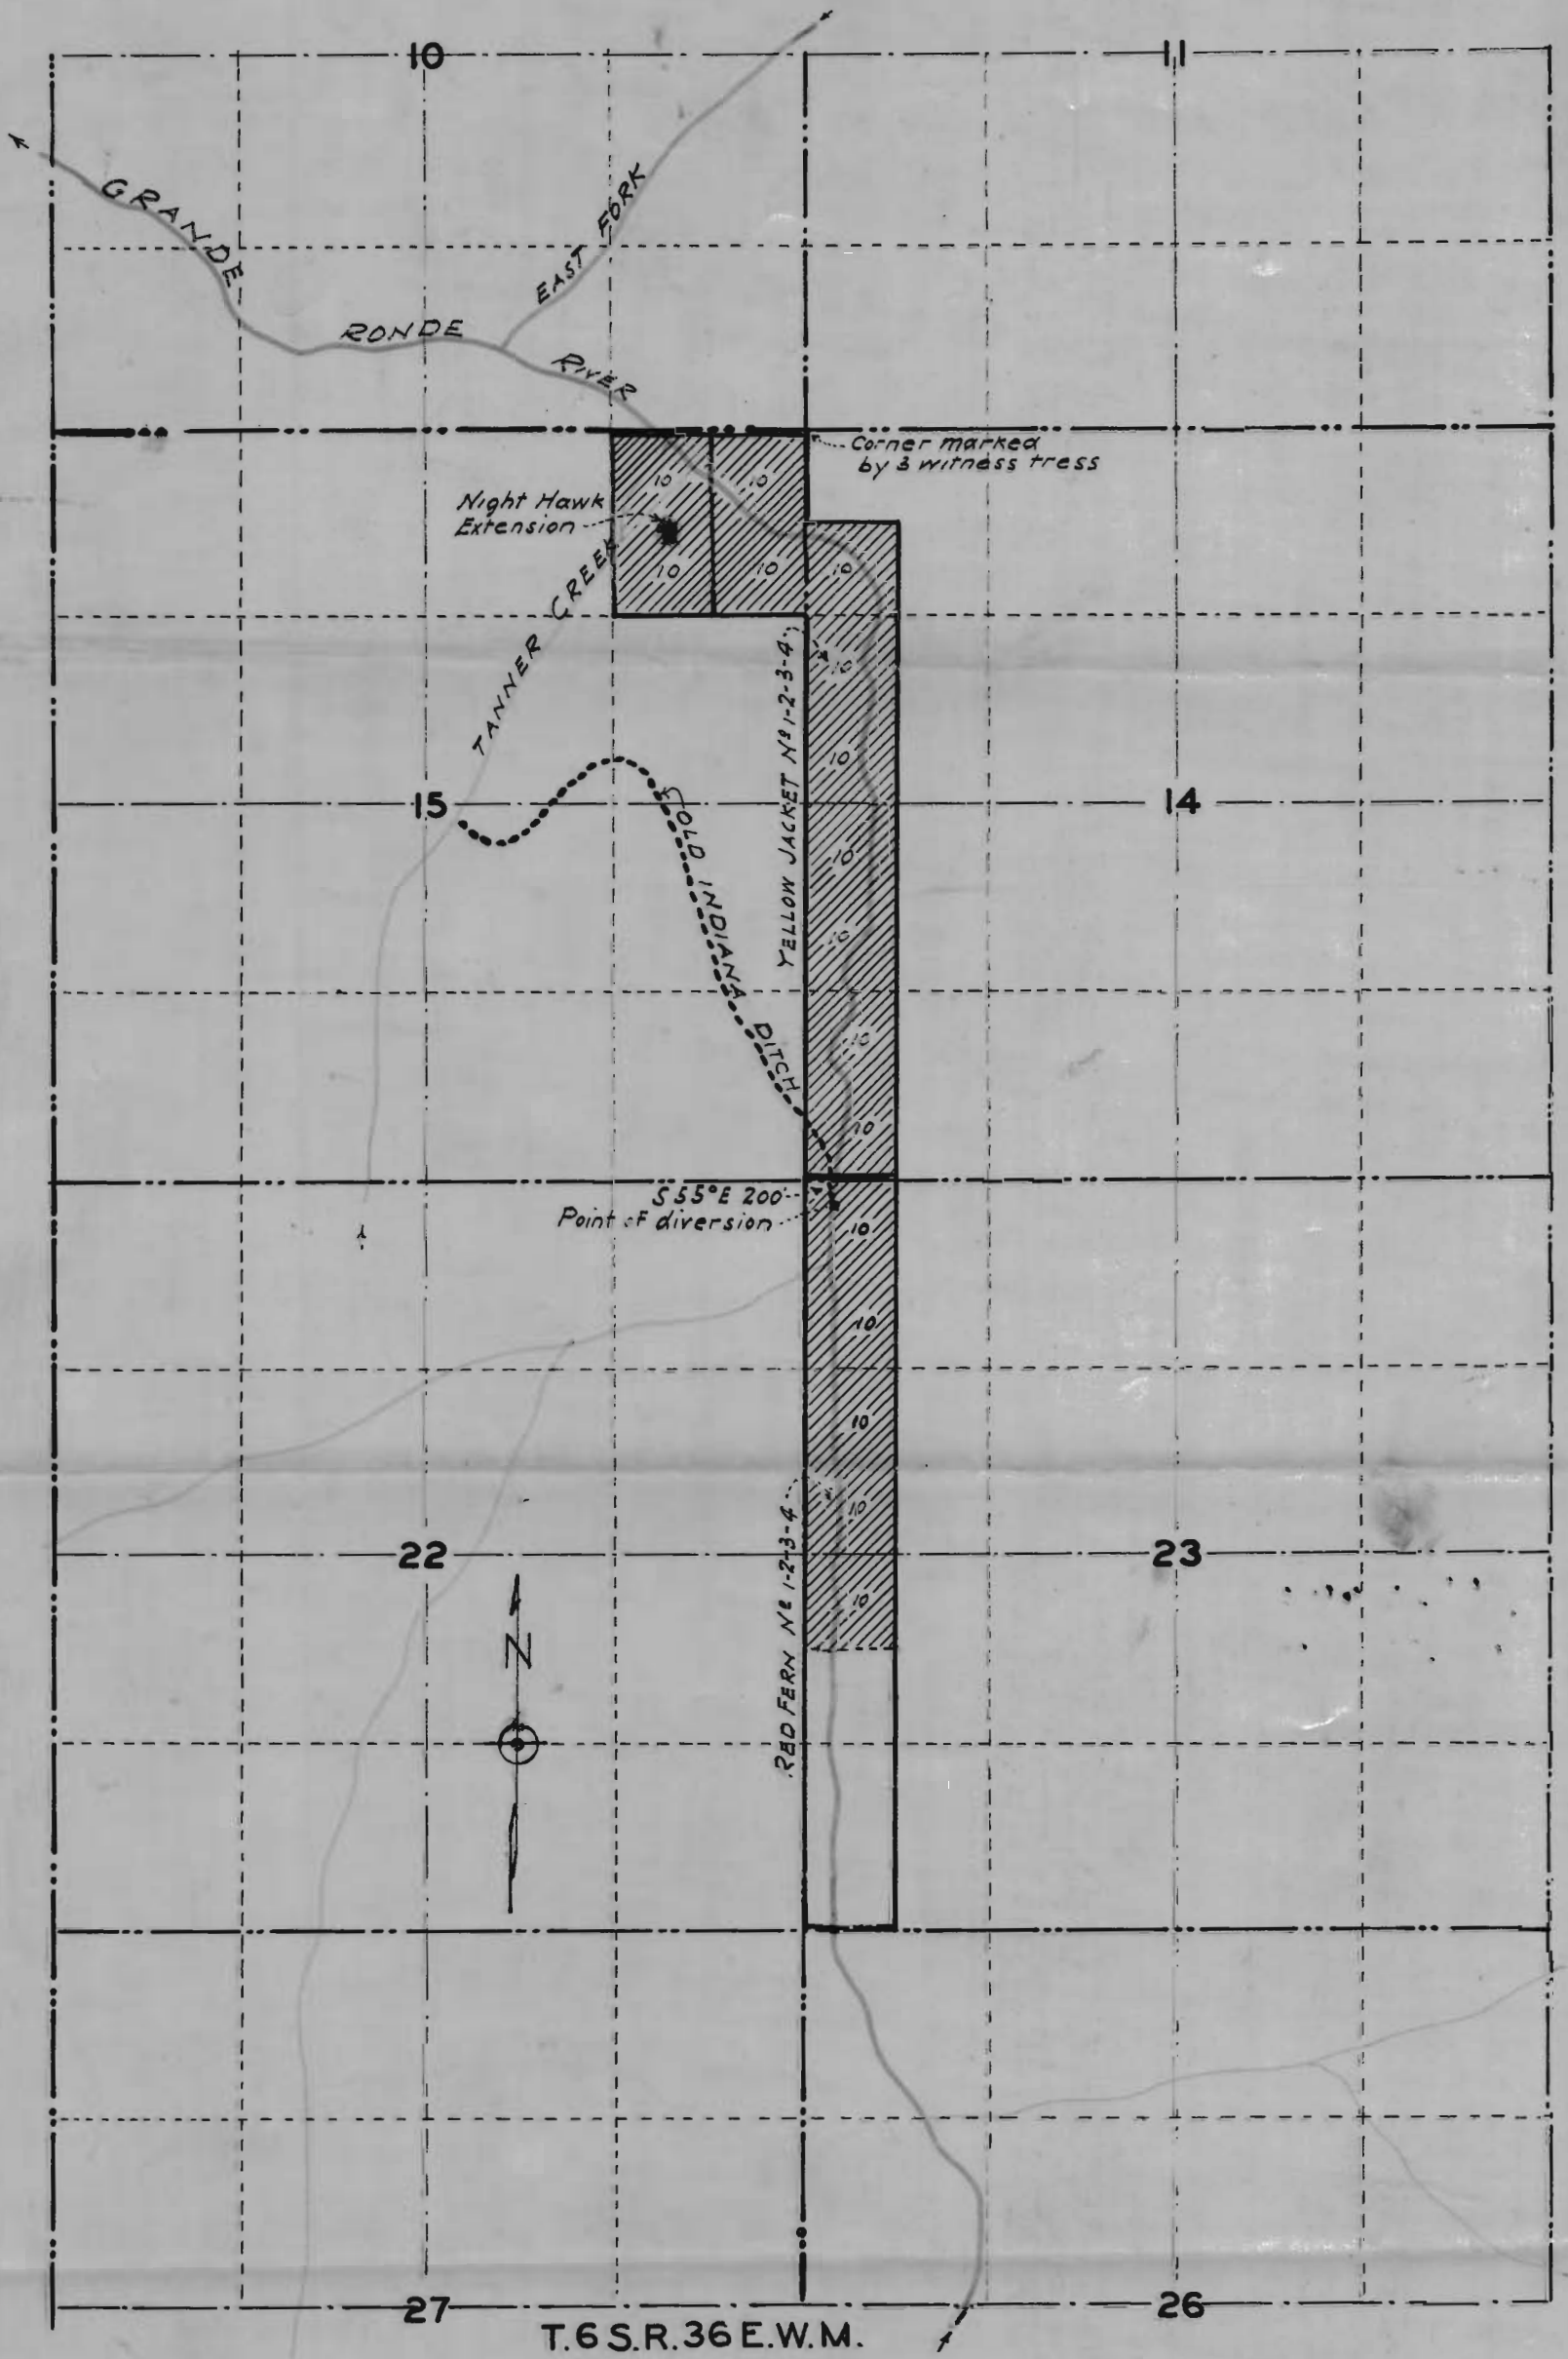 10
11
GRANDE
RONDE
RIVER
EAST FORK
Corner marked
by 3 witness tress
Night Hawk
Extension
10
10
10
10
10
TANNER CREEK
YELLOW JACKET Nº 1-2-3-4
10
10
15
14
OLD INDIANA DITCH
10
10
10
10
S 55° E 200'
Point of diversion
10
10
10
10
RED FERN Nº 1-2-3-4
22
23
10
N
27
26
T. 6 S. R. 36 E. W. M.